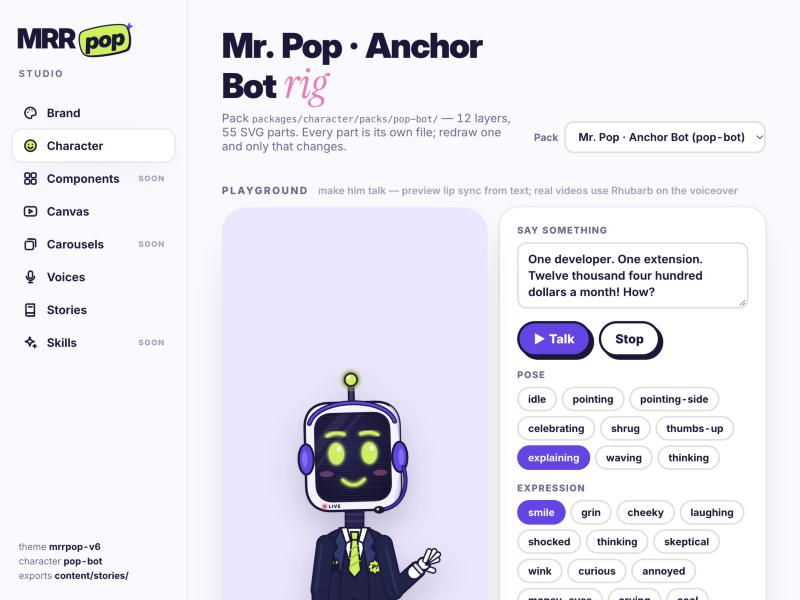 MRR pop
STUDIO
Brand
Character
Components SOON
Canvas
Carousels SOON
Voices
Stories
Skills SOON
theme mrrpop-v6
character pop-bot
exports content/stories/
Mr. Pop · Anchor
Bot rig
Pack packages/character/packs/pop-bot/ — 12 layers,
55 SVG parts. Every part is its own file; redraw one
and only that changes.
Pack Mr. Pop · Anchor Bot (pop-bot)
PLAYGROUND make him talk — preview lip sync from text; real videos use Rhubarb on the voiceover
LIVE
SAY SOMETHING
One developer. One extension.
Twelve thousand four hundred
dollars a month! How?
▶ Talk Stop
POSE
idle pointing pointing-side
celebrating shrug thumbs-up
explaining waving thinking
EXPRESSION
smile grin cheeky laughing
shocked thinking skeptical
wink curious annoyed
money-eyes crying cool